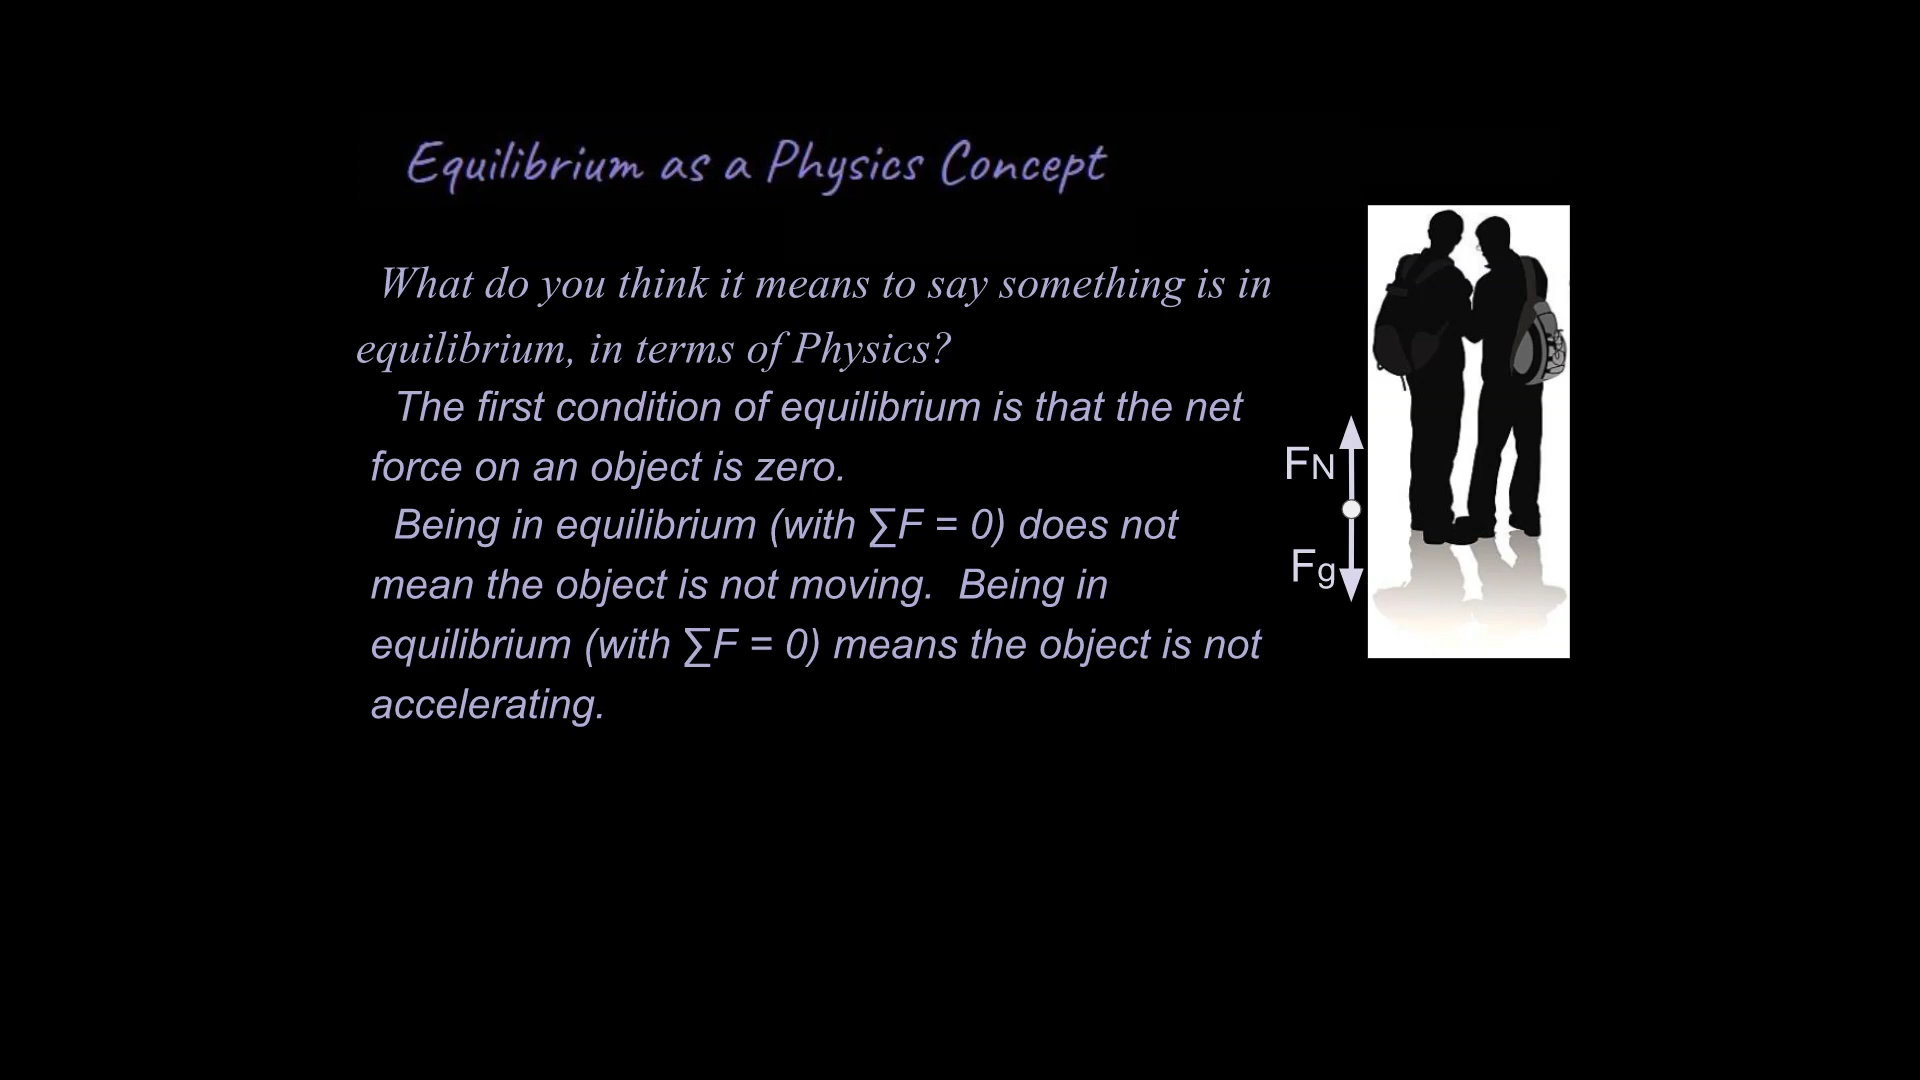 Equilibrium as a Physics Concept
What do you think it means to say something is in
equilibrium, in terms of Physics?
The first condition of equilibrium is that the net
force on an object is zero.
Being in equilibrium (with ∑F = 0) does not
mean the object is not moving.  Being in
equilibrium (with ∑F = 0) means the object is not
accelerating.
FN
Fg